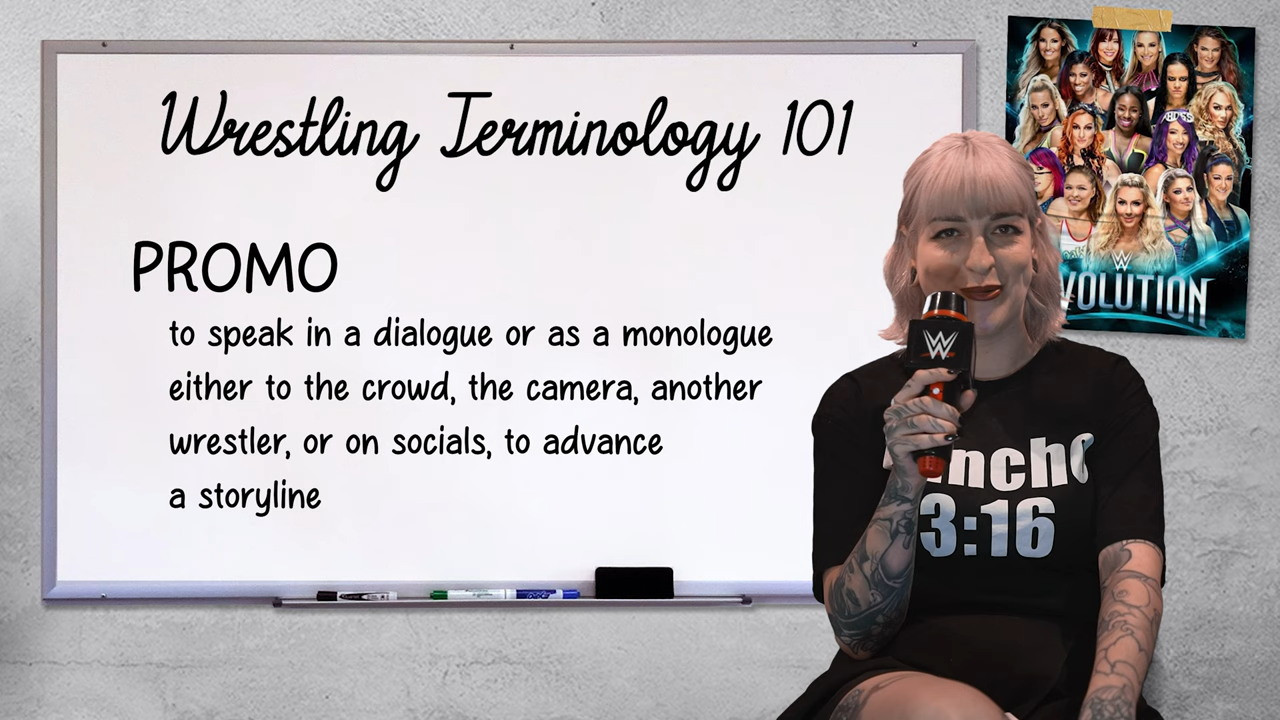 Wrestling Terminology 101
PROMO
to speak in a dialogue or as a monologue
either to the crowd, the camera, another
wrestler, or on socials, to advance
a storyline
W
VOLUTION
W
3:16